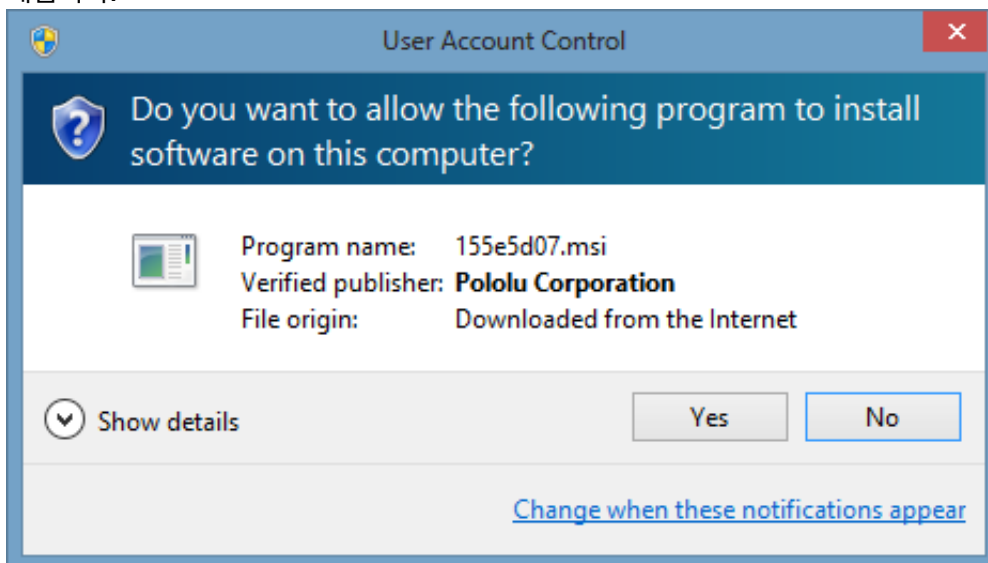 User Account Control
Do you want to allow the following program to install
software on this computer?
Program name: 155e5d07.msi
Verified publisher: Pololu Corporation
File origin: Downloaded from the Internet
Show details
Yes
No
Change when these notifications appear